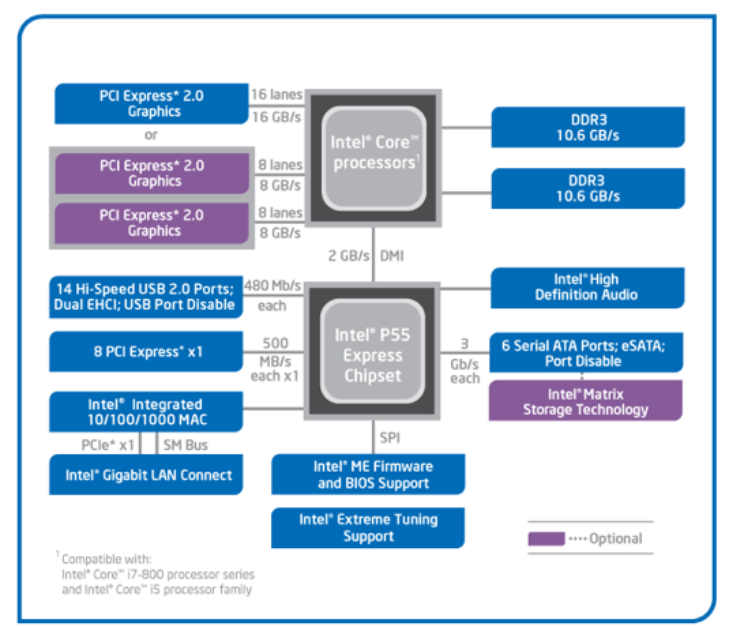 PCI Express* 2.0
Graphics
16 lanes
16 GB/s
or
PCI Express* 2.0
Graphics
8 lanes
8 GB/s
PCI Express* 2.0
Graphics
8 lanes
8 GB/s
Intel® Core™
processors¹
DDR3
10.6 GB/s
DDR3
10.6 GB/s
2 GB/s DMI
14 Hi-Speed USB 2.0 Ports;
Dual EHCI; USB Port Disable
480 Mb/s
each
Intel® High
Definition Audio
8 PCI Express* x1
500
MB/s
each x1
Intel® P55
Express
Chipset
3
Gb/s
each
6 Serial ATA Ports; eSATA;
Port Disable
Intel® Matrix
Storage Technology
Intel® Integrated
10/100/1000 MAC
PCIe* x1 SM Bus
Intel® Gigabit LAN Connect
SPI
Intel® ME Firmware
and BIOS Support
Intel® Extreme Tuning
Support
Optional
¹ Compatible with:
Intel® Core™ i7-800 processor series
and Intel® Core™ i5 processor family